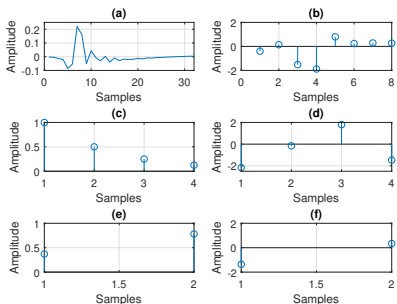 (a)
Amplitude
0.2
0.1
0
-0.1
0
10
20
30
Samples
(b)
Amplitude
2
0
-2
0
2
4
6
8
Samples
(c)
Amplitude
1
0.5
0
1
2
3
4
Samples
(d)
Amplitude
2
0
-2
1
2
3
4
Samples
(e)
Amplitude
1
0.5
0
1
1.5
2
Samples
(f)
Amplitude
2
0
-2
1
1.5
2
Samples